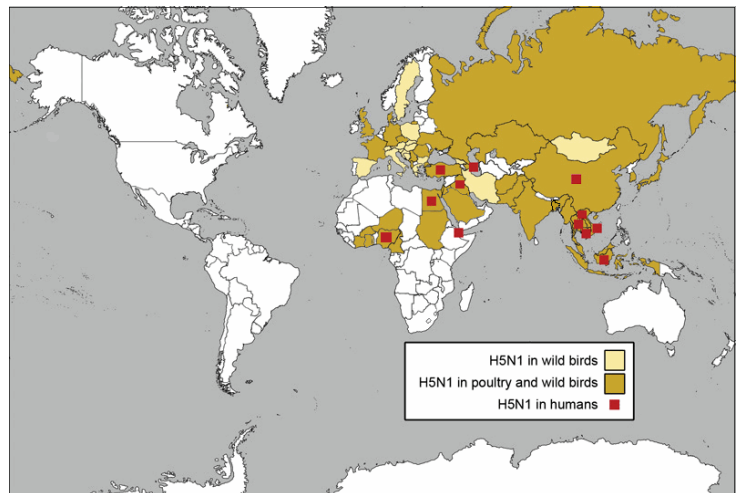 H5N1 in wild birds
H5N1 in poultry and wild birds
H5N1 in humans